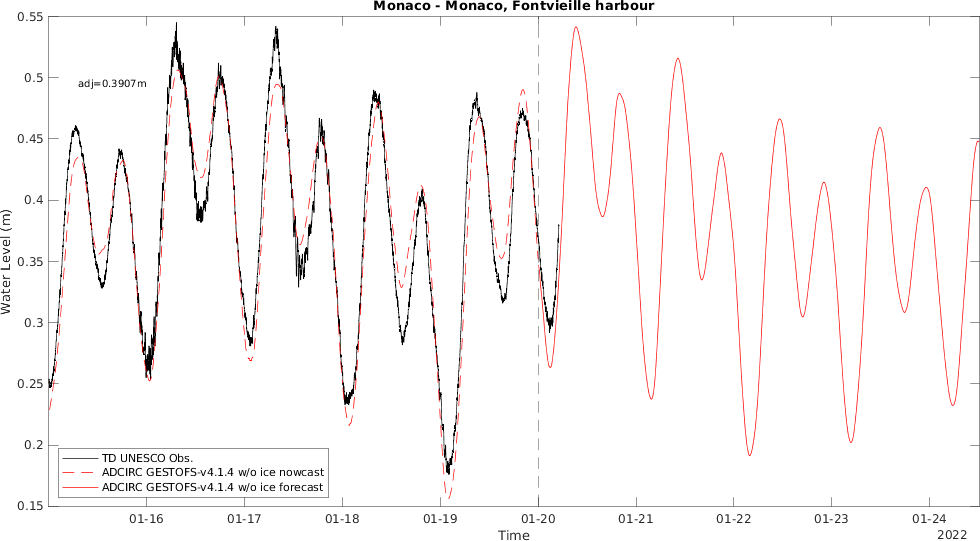 Monaco - Monaco, Fontvieille harbour
0.55
0.5
0.45
0.4
0.35
0.3
0.25
0.2
0.15
Water Level (m)
adj=0.3907m
TD UNESCO Obs.
ADCIRC GESTOFS-v4.1.4 w/o ice nowcast
ADCIRC GESTOFS-v4.1.4 w/o ice forecast
01-16 01-17 01-18 01-19 01-20 01-21 01-22 01-23 01-24
Time
2022